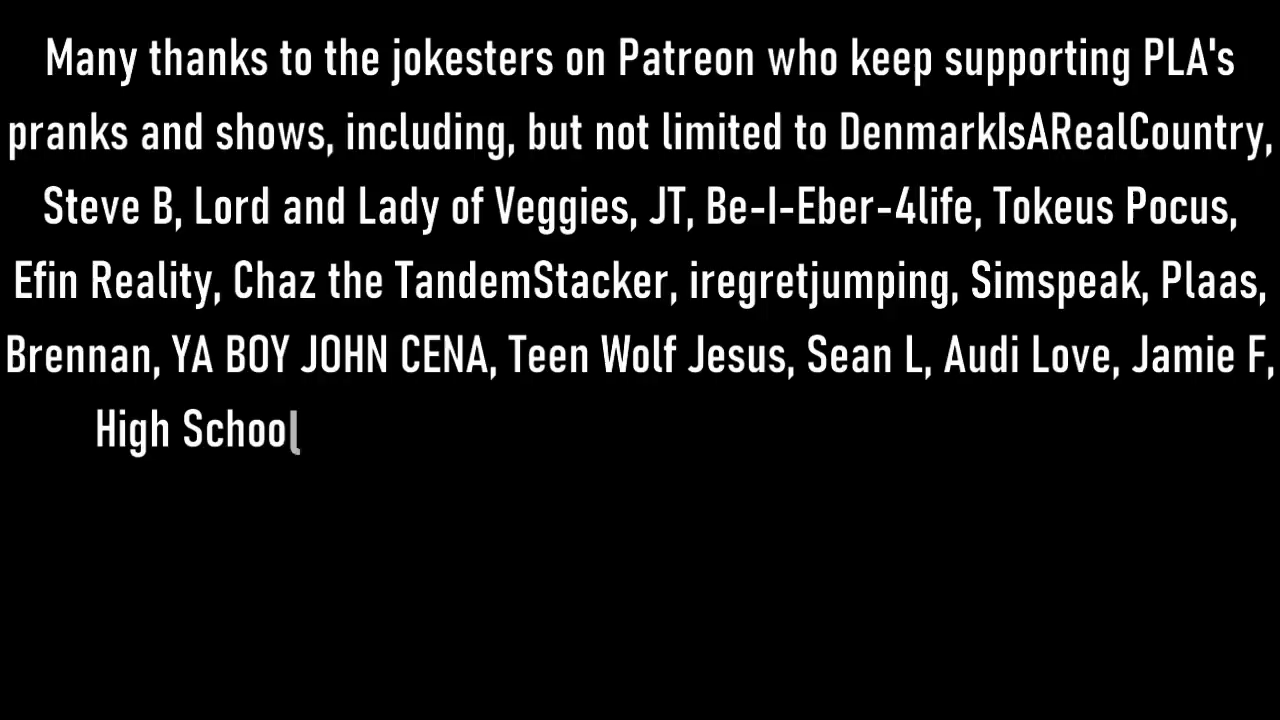 Many thanks to the jokesters on Patreon who keep supporting PLA's
pranks and shows, including, but not limited to DenmarkIsARealCountry,
Steve B, Lord and Lady of Veggies, JT, Be-I-Eber-4life, Tokeus Pocus,
Efin Reality, Chaz the TandemStacker, iregretjumping, Simspeak, Plaas,
Brennan, YA BOY JOHN CENA, Teen Wolf Jesus, Sean L, Audi Love, Jamie F,
High School